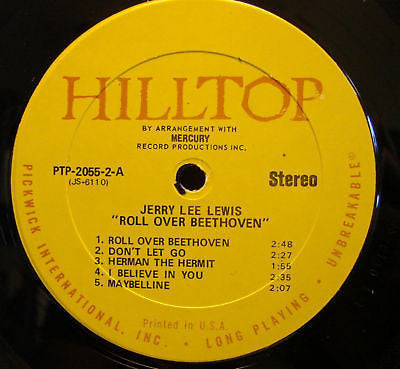 HILLTOP
BY ARRANGEMENT WITH
MERCURY
RECORD PRODUCTIONS INC.
PTP-2055-2-A
(JS-6110)
Stereo
JERRY LEE LEWIS
"ROLL OVER BEETHOVEN"
1. ROLL OVER BEETHOVEN 2:48
2. DON'T LET GO 2:27
3. HERMAN THE HERMIT 1:55
4. I BELIEVE IN YOU 2:35
5. MAYBELLINE 2:07
Printed in U.S.A.
PICKWICK INTERNATIONAL, INC. • LONG PLAYING • UNBREAKABLE®